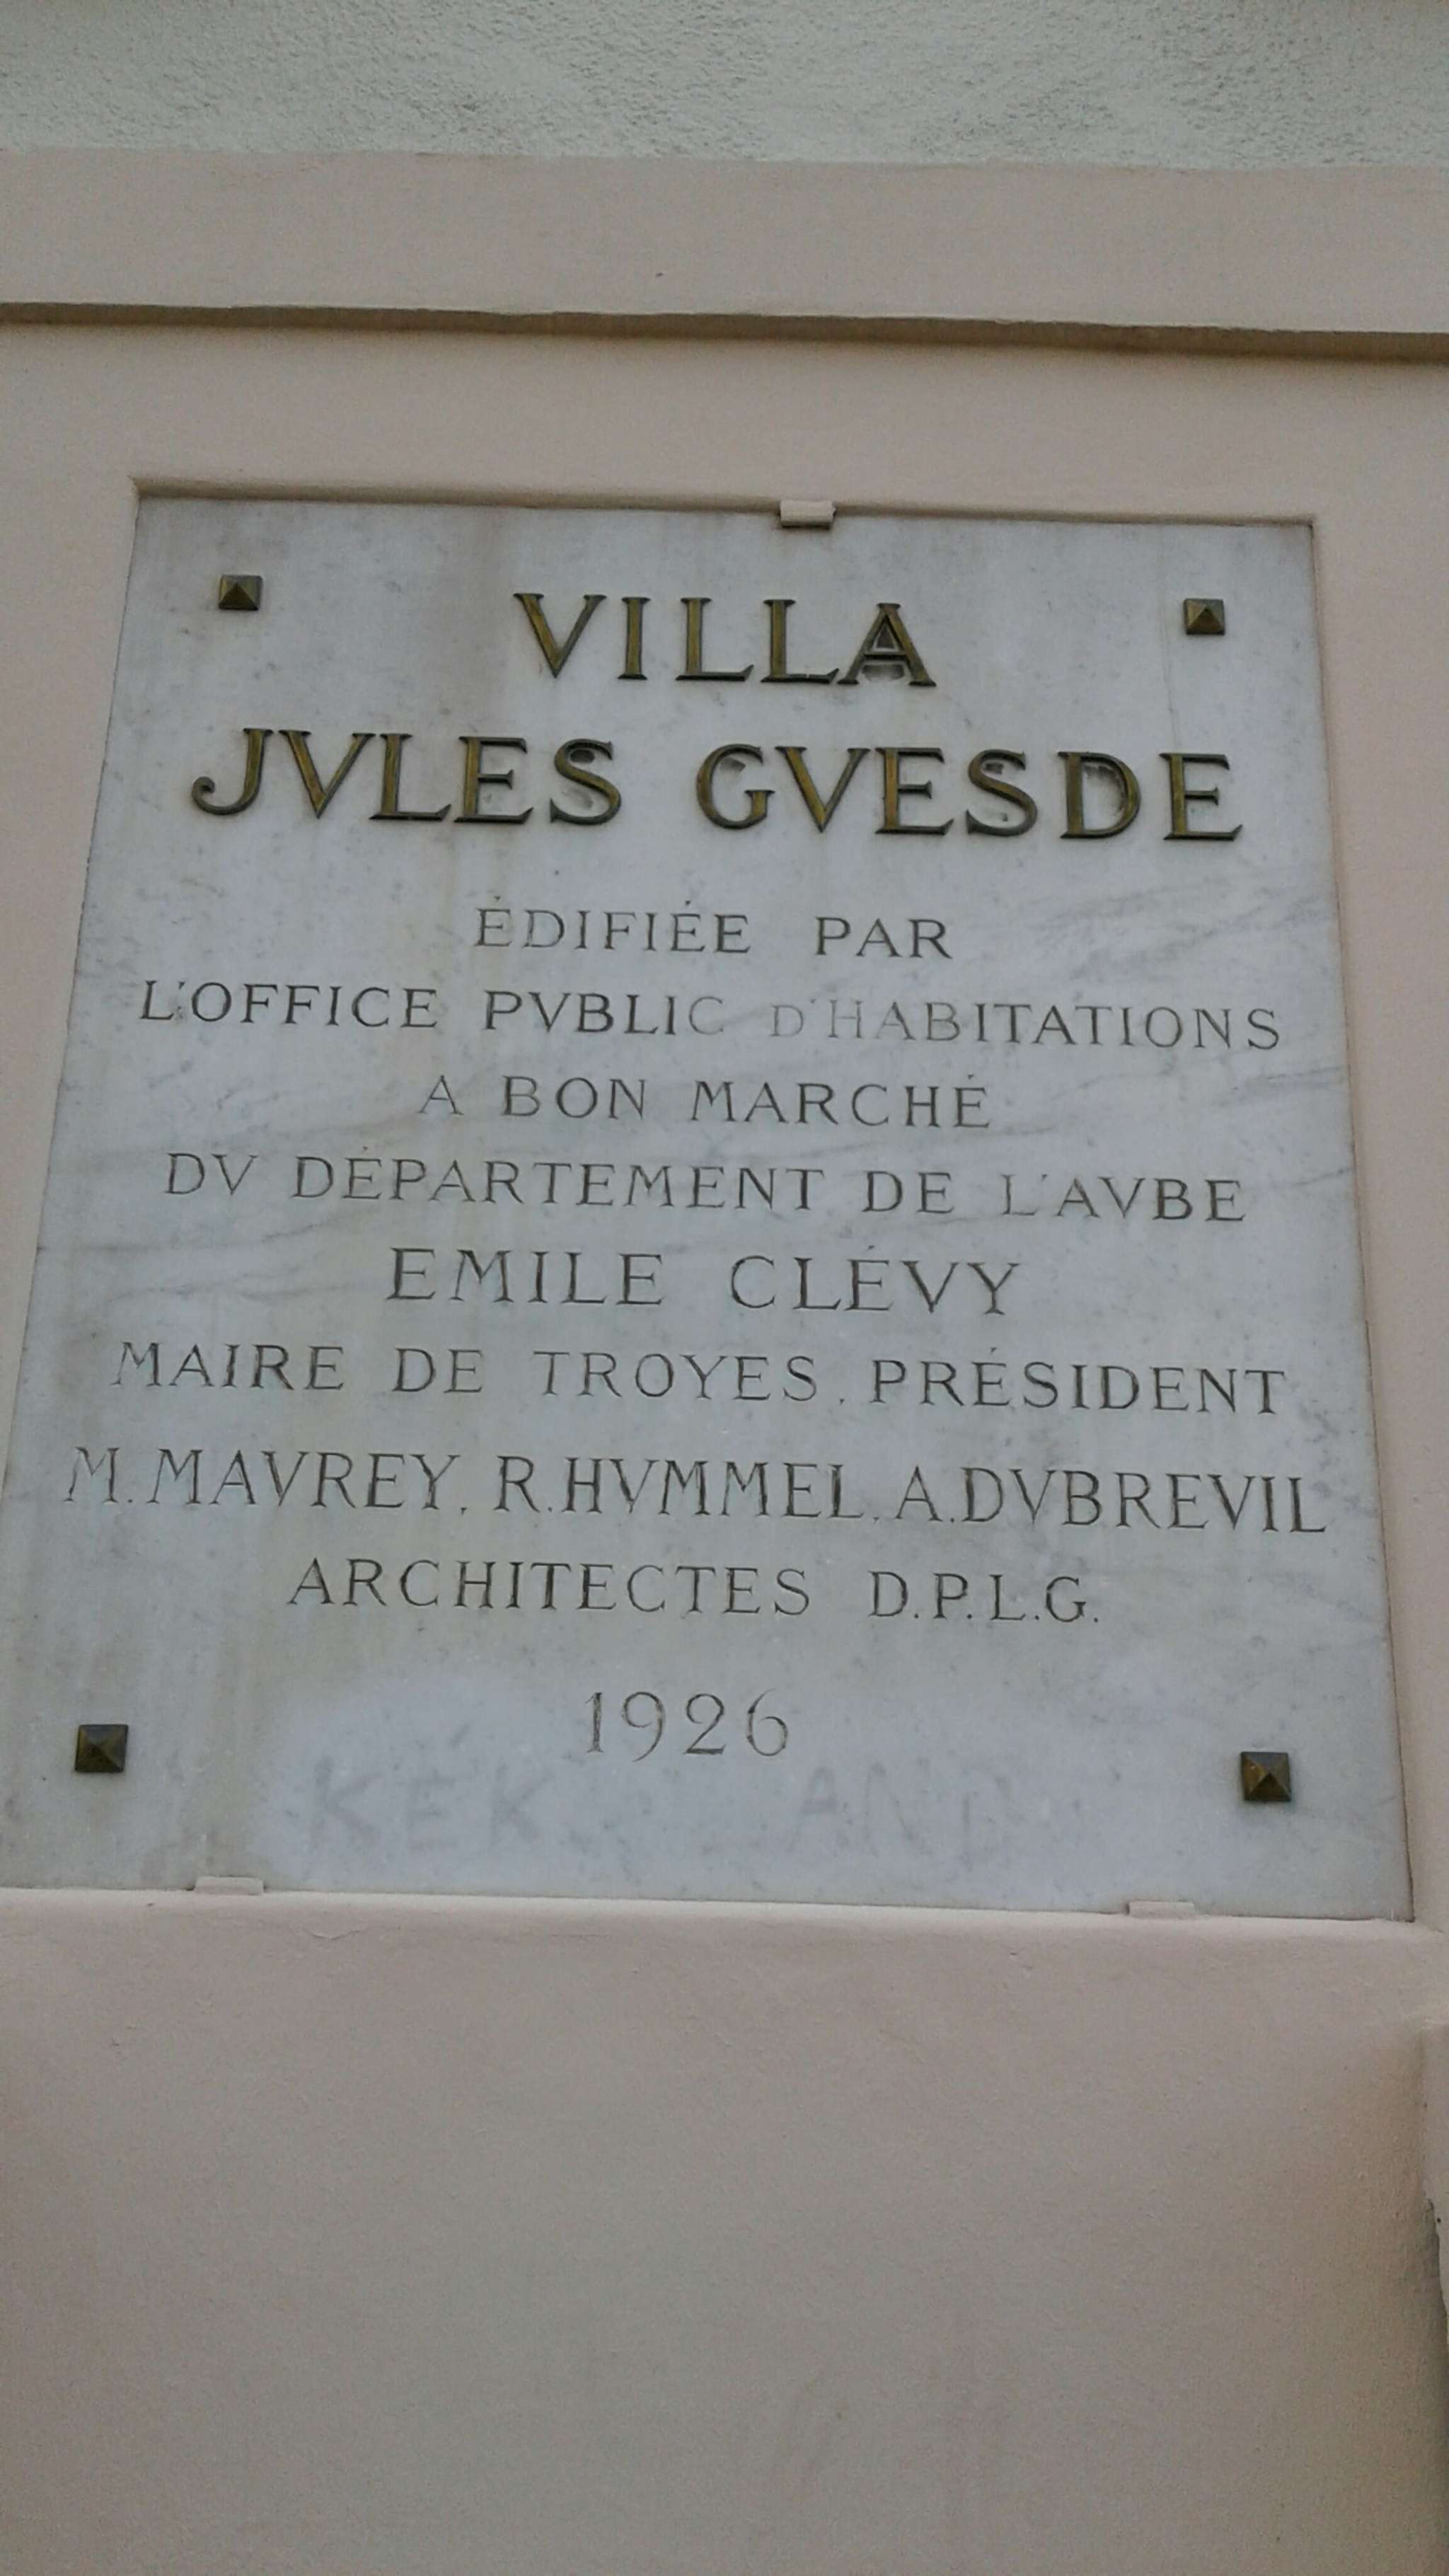 VILLA
JVLES GVESDE
ÉDIFIÉE PAR
L'OFFICE PVBLIC D'HABITATIONS
A BON MARCHÉ
DV DÉPARTEMENT DE L'AVBE
EMILE CLÉVY
MAIRE DE TROYES. PRÉSIDENT
M. MAVREY. R. HVMMEL. A. DVBREVIL
ARCHITECTES D.P.L.G.
1926